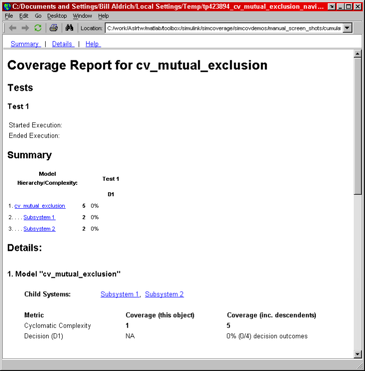 C:/Documents and Settings/Bill Aldrich/Local Settings/Temp/tp423894_cv_mutual_exclusion_navi...
File Edit Go Desktop Window Help
Location: C:/work/Aslrtw/matlab/toolbox/simulink/simcoverage/simcovdemos/manual_screen_shots/cumula
Summary | Details | Help
Coverage Report for cv_mutual_exclusion
Tests
Test 1
Started Execution:
Ended Execution:
Summary
Model Hierarchy/Complexity: Test 1
D1
1. cv_mutual_exclusion 5 0%
2. . . . Subsystem 1 2 0%
3. . . . Subsystem 2 2 0%
Details:
1. Model "cv_mutual_exclusion"
Child Systems: Subsystem 1, Subsystem 2
Metric Coverage (this object) Coverage (inc. descendents)
Cyclomatic Complexity 1 5
Decision (D1) NA 0% (0/4) decision outcomes